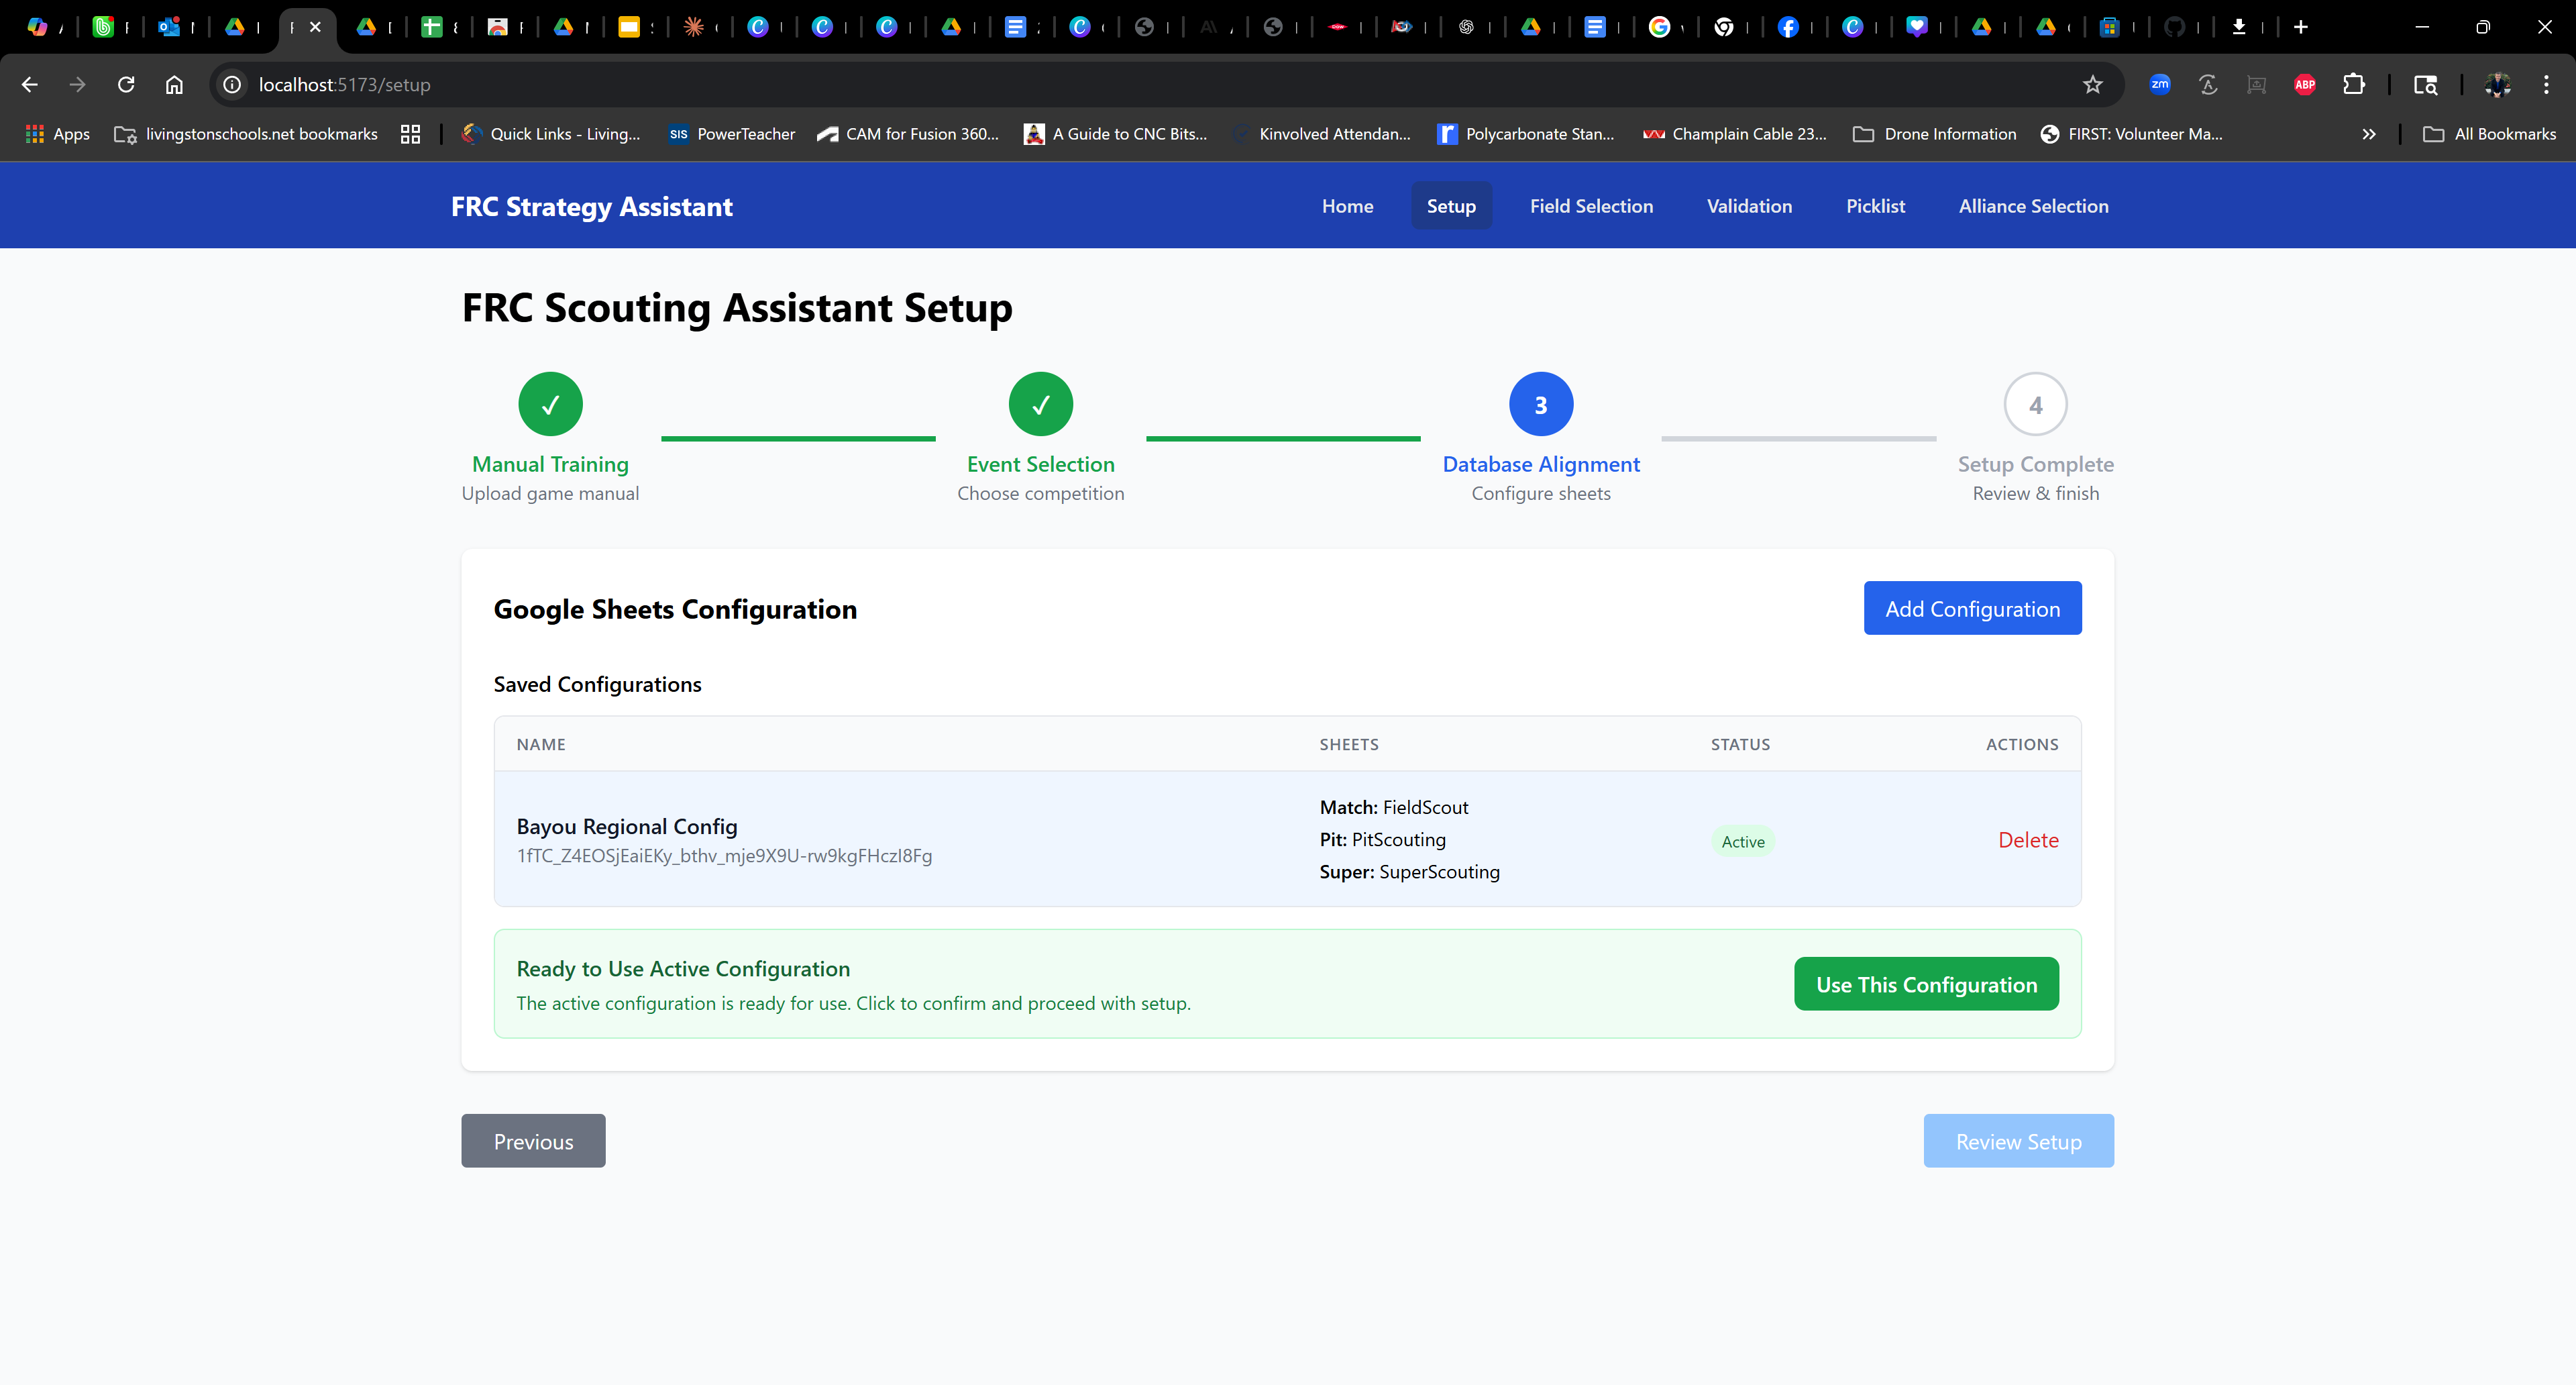 localhost:5173/setup
Apps
livingstonschools.net bookmarks
Quick Links - Living...
SIS
PowerTeacher
CAM for Fusion 360...
A Guide to CNC Bits...
Kinvolved Attendan...
Polycarbonate Stan...
Champlain Cable 23...
Drone Information
FIRST: Volunteer Ma...
All Bookmarks
zm
ABP
FRC Strategy Assistant
Home
Setup
Field Selection
Validation
Picklist
Alliance Selection
FRC Scouting Assistant Setup
✓
✓
3
4
Manual Training
Event Selection
Database Alignment
Setup Complete
Upload game manual
Choose competition
Configure sheets
Review & finish
Google Sheets Configuration
Add Configuration
Saved Configurations
NAME
SHEETS
STATUS
ACTIONS
Bayou Regional Config
1fTC_Z4EOSjEaiEKy_bthv_mje9X9U-rw9kgFHczI8Fg
Match: FieldScout
Pit: PitScouting
Super: SuperScouting
Active
Delete
Ready to Use Active Configuration
The active configuration is ready for use. Click to confirm and proceed with setup.
Use This Configuration
Previous
Review Setup